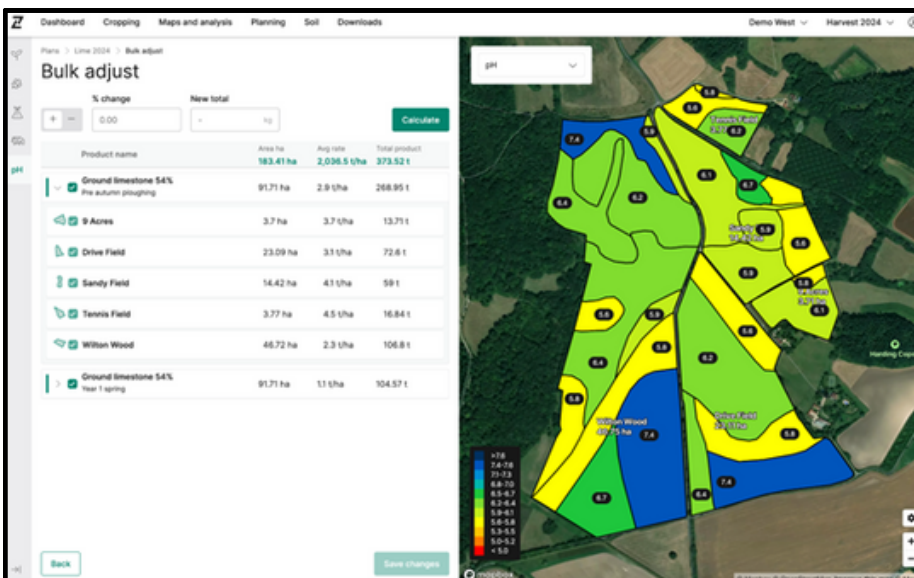 Dashboard Cropping Maps and analysis Planning Soil Downloads Demo West Harvest 2024
Plans > Lime 2024 > Bulk adjust
Bulk adjust
% change New total
+ − 0.00 - kg Calculate
Product name Area ha Avg rate Total product
183.41 ha 2,036.5 t/ha 373.52 t
Ground limestone 54% 91.71 ha 2.9 t/ha 268.95 t
Pre autumn ploughing
9 Acres 3.7 ha 3.7 t/ha 13.71 t
Drive Field 23.09 ha 3.1 t/ha 72.6 t
Sandy Field 14.42 ha 4.1 t/ha 59 t
Tennis Field 3.77 ha 4.5 t/ha 16.84 t
Wilton Wood 46.72 ha 2.3 t/ha 106.8 t
Ground limestone 54% 91.71 ha 1.1 t/ha 104.57 t
Year 1 spring
Back Save changes
pH
pH
5.8
5.6
Tennis Field
6.2
7.4
5.9
6.1
6.7
6.4
6.2
Sandy
5.9
5.6
5.9
5.8
6.1
5.6
5.9
5.8
5.6
6.4
6.2
Harding
5.8
Wilton Wood
Drive Field
7.4
5.8
6.7
6.4
7.4
>7.6
7.4-7.6
7.1-7.3
6.8-7.0
6.5-6.7
6.2-6.4
5.9-6.1
5.6-5.8
5.3-5.5
5.0-5.2
< 5.0
mapbox